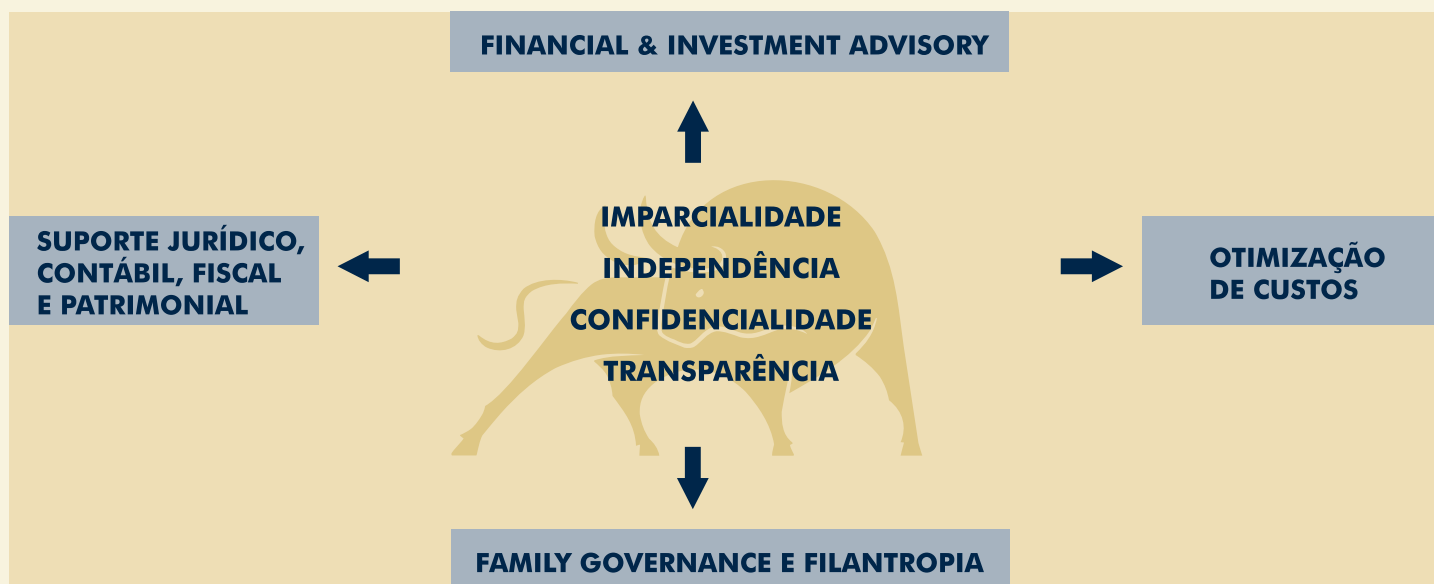 FINANCIAL & INVESTMENT ADVISORY
IMPARCIALIDADE
INDEPENDÊNCIA
CONFIDENCIALIDADE
TRANSPARÊNCIA
SUPORTE JURÍDICO,
CONTÁBIL, FISCAL
E PATRIMONIAL
OTIMIZAÇÃO
DE CUSTOS
FAMILY GOVERNANCE E FILANTROPIA